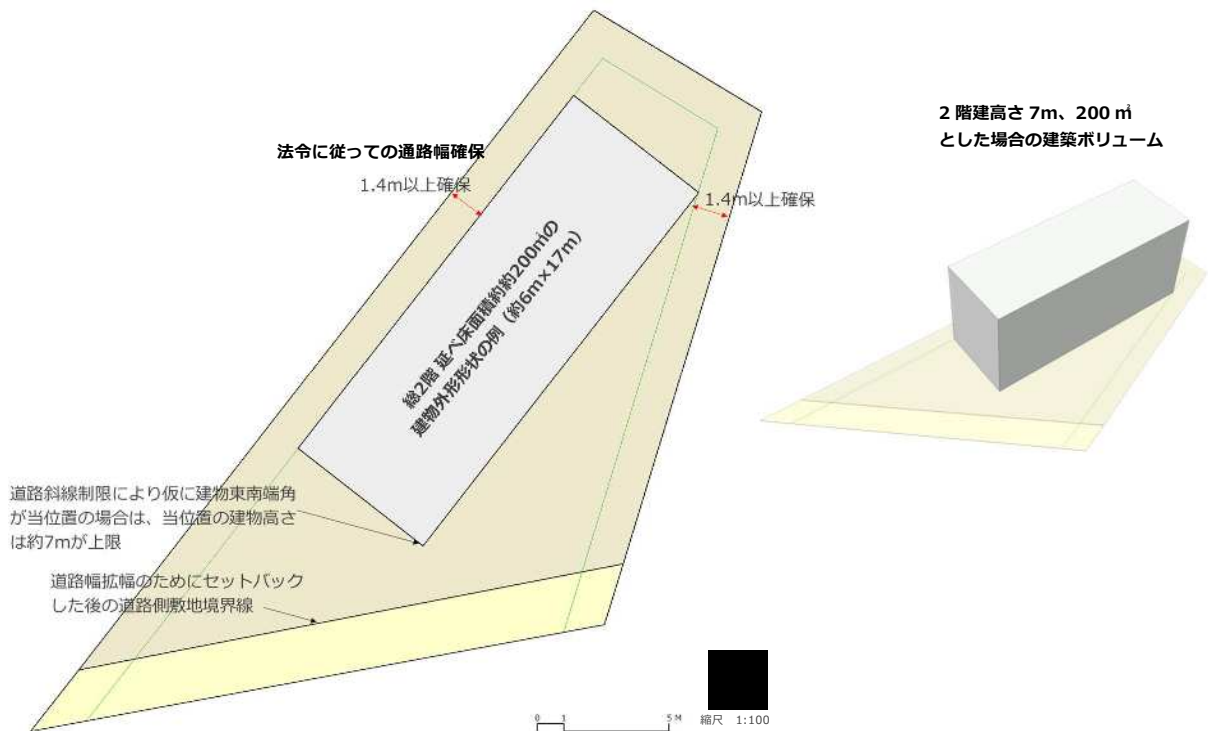 2 階建高さ 7m、200 ㎡
とした場合の建築ボリューム
法令に従っての通路幅確保
1.4m以上確保
1.4m以上確保
総2階 延べ床面積約約200㎡の
建物外形形状の例（約6m×17m）
道路斜線制限により仮に建物東南端角
が当位置の場合は、当位置の建物高さ
は約7mが上限
道路幅拡幅のためにセットバック
した後の道路側敷地境界線
0 1 5 M
縮尺 1:100